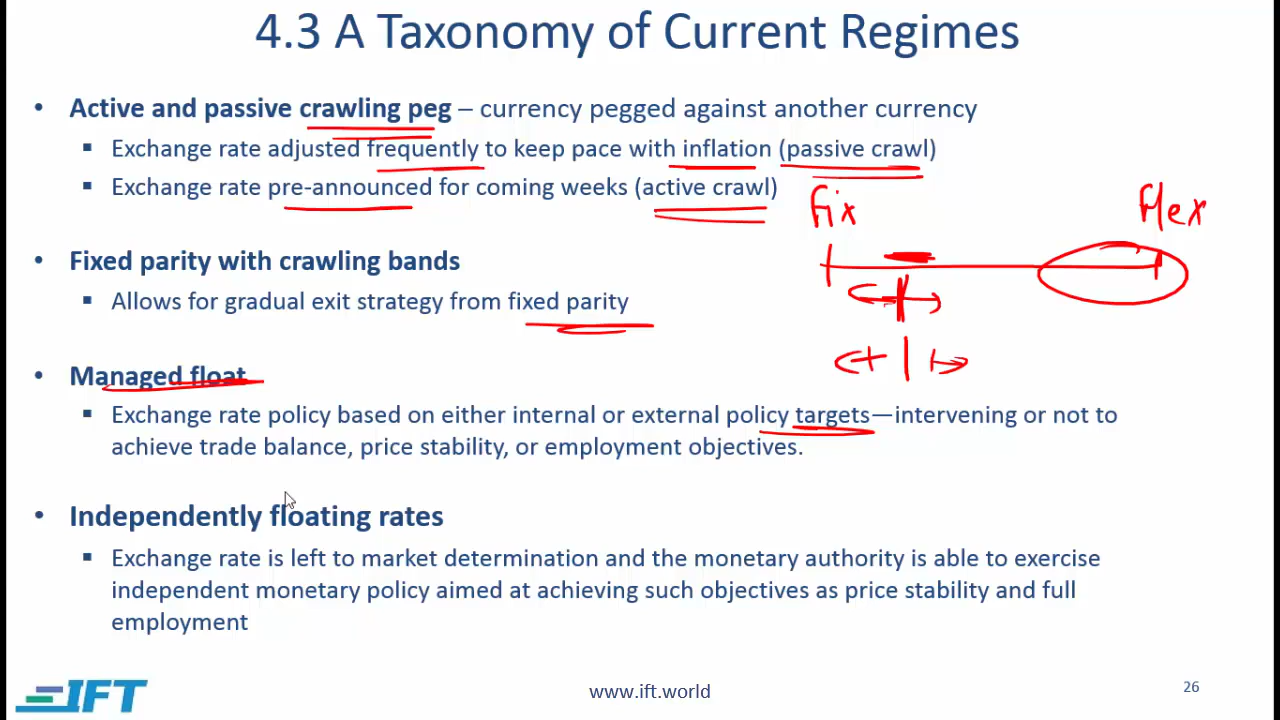 4.3 A Taxonomy of Current Regimes
• Active and passive crawling peg – currency pegged against another currency
▪ Exchange rate adjusted frequently to keep pace with inflation (passive crawl)
▪ Exchange rate pre-announced for coming weeks (active crawl)
Fix
Flex
• Fixed parity with crawling bands
▪ Allows for gradual exit strategy from fixed parity
• Managed float
▪ Exchange rate policy based on either internal or external policy targets—intervening or not to
achieve trade balance, price stability, or employment objectives.
• Independently floating rates
▪ Exchange rate is left to market determination and the monetary authority is able to exercise
independent monetary policy aimed at achieving such objectives as price stability and full
employment
IFT
www.ift.world
26